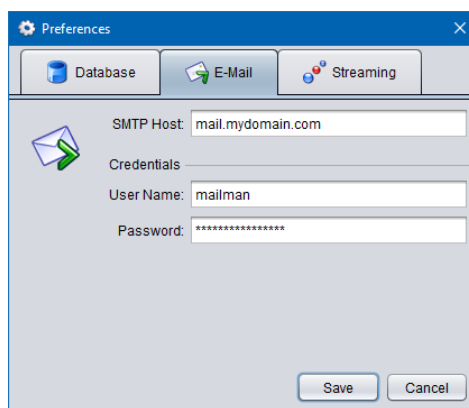 Preferences
Database E-Mail Streaming
SMTP Host: mail.mydomain.com
Credentials
User Name: mailman
Password: ****************
Save Cancel